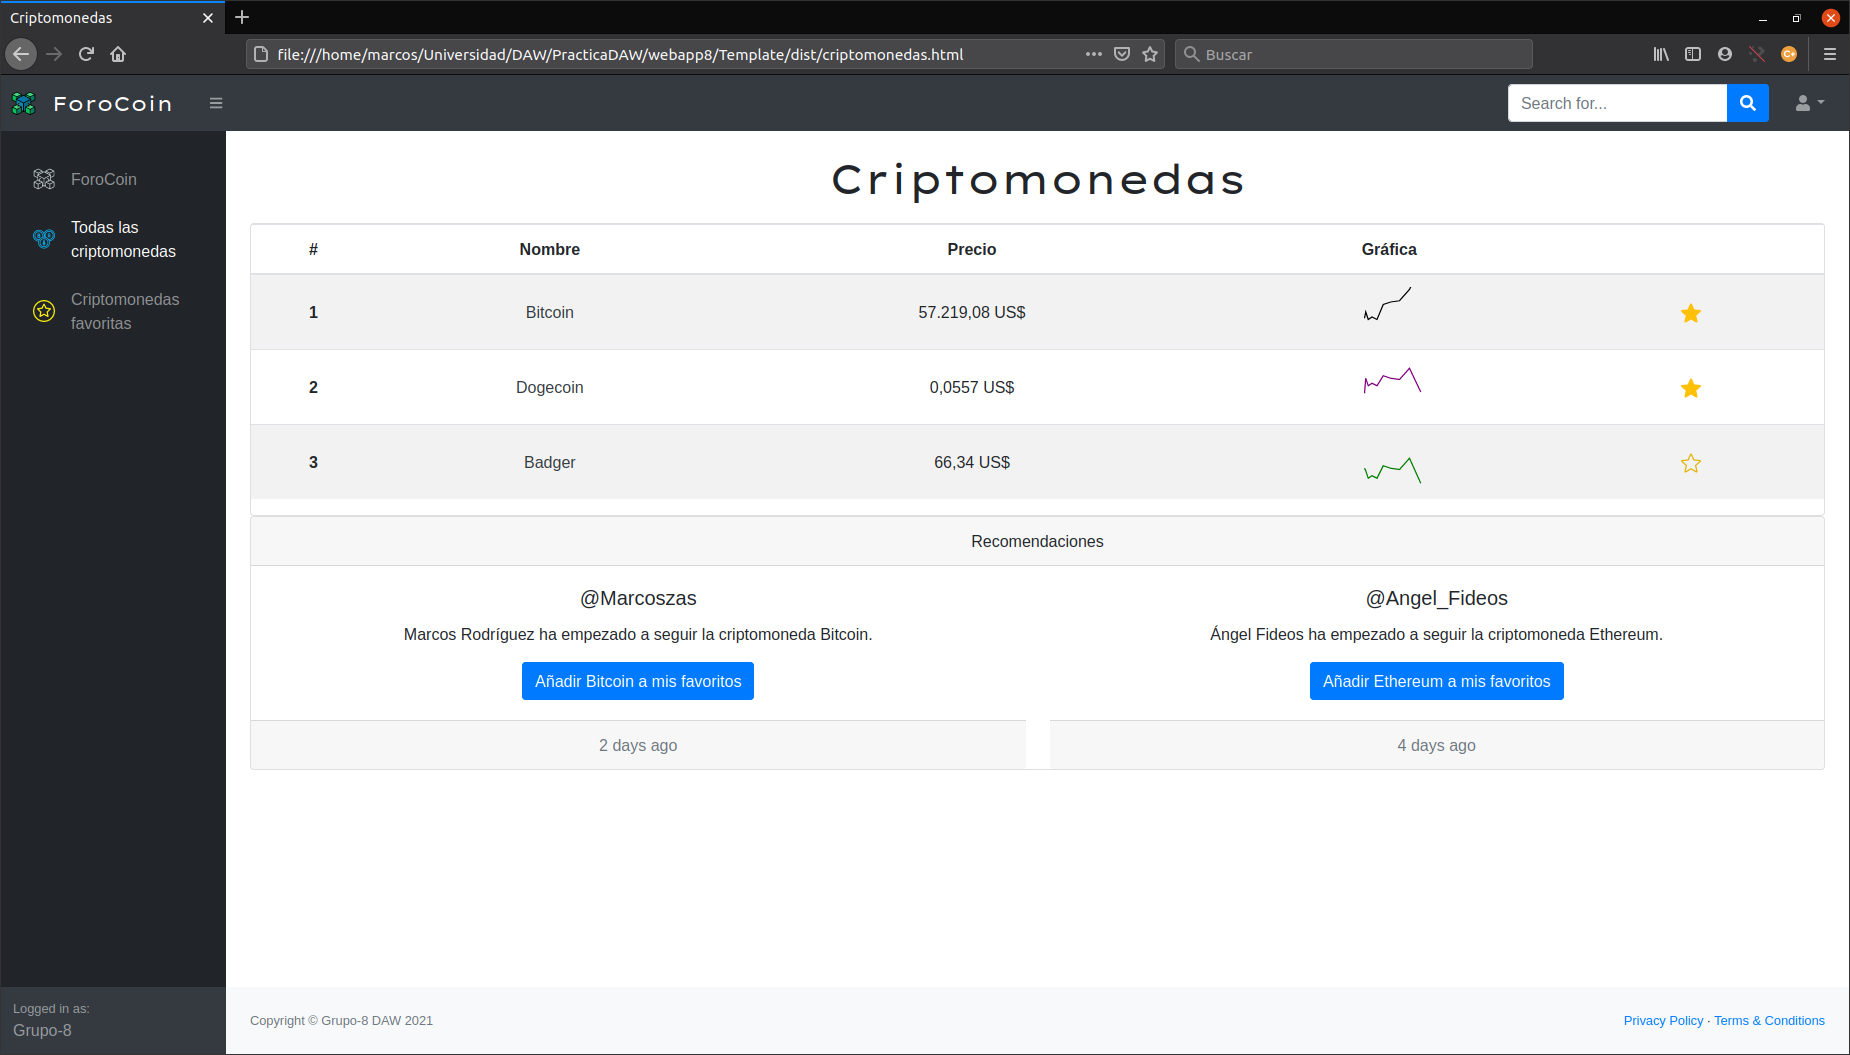 Criptomonedas
file:///home/marcos/Universidad/DAW/PracticaDAW/webapp8/Template/dist/criptomonedas.html
Buscar
ForoCoin
Search for...
ForoCoin
Todas las
criptomonedas
Criptomonedas
favoritas
Criptomonedas
# Nombre Precio Gráfica
1 Bitcoin 57.219,08 US$
2 Dogecoin 0,0557 US$
3 Badger 66,34 US$
Recomendaciones
@Marcoszas
Marcos Rodríguez ha empezado a seguir la criptomoneda Bitcoin.
Añadir Bitcoin a mis favoritos
2 days ago
@Angel_Fideos
Ángel Fideos ha empezado a seguir la criptomoneda Ethereum.
Añadir Ethereum a mis favoritos
4 days ago
Logged in as:
Grupo-8
Copyright © Grupo-8 DAW 2021
Privacy Policy · Terms & Conditions